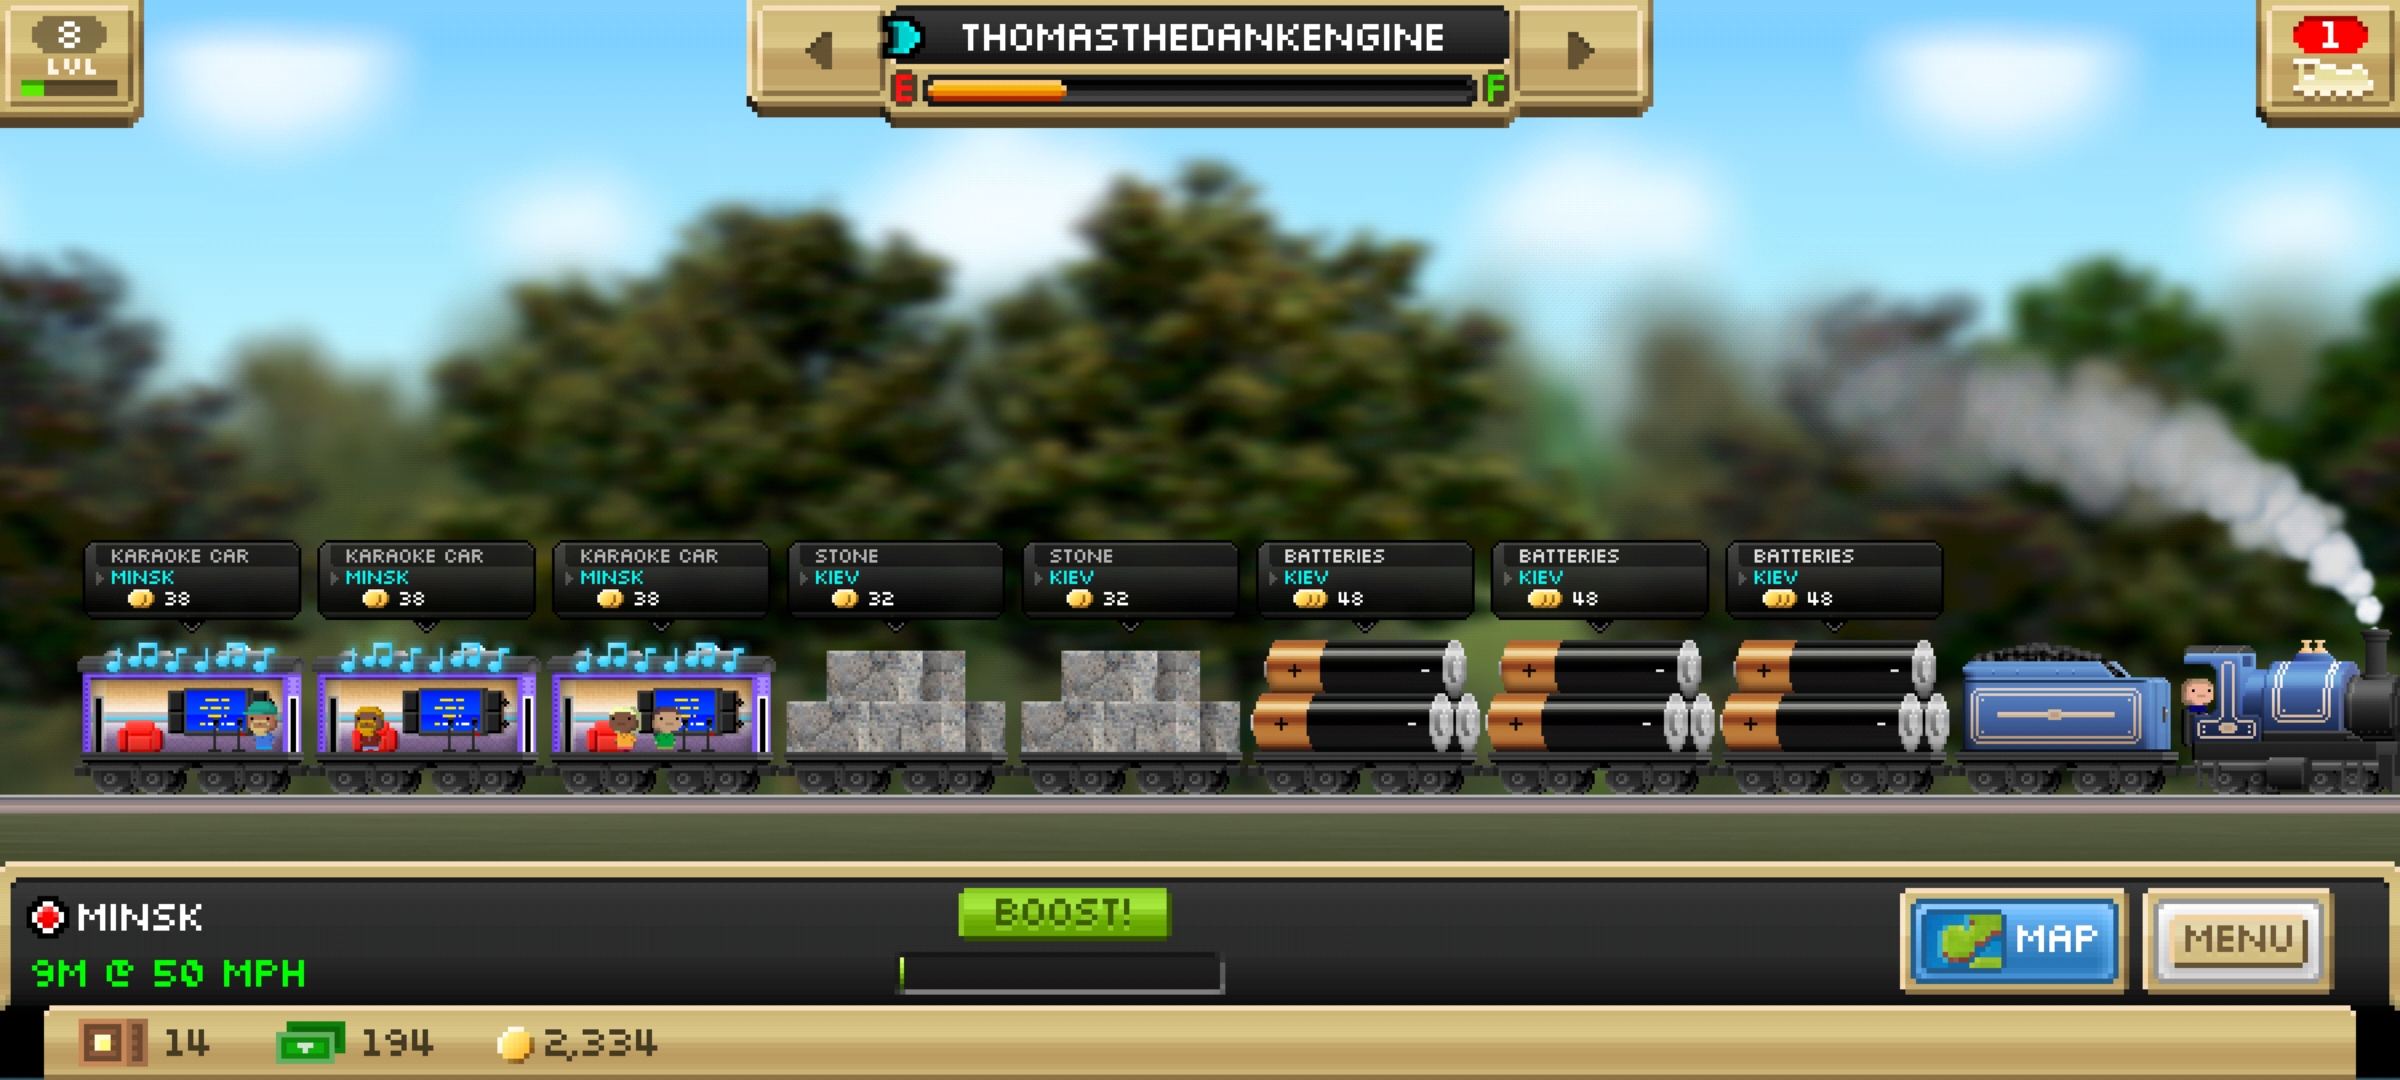 8
LVL
THOMASTHEDANKENGINE
E F
1
KARAOKE CAR
MINSK
38
KARAOKE CAR
MINSK
38
KARAOKE CAR
MINSK
38
STONE
KIEV
32
STONE
KIEV
32
BATTERIES
KIEV
48
BATTERIES
KIEV
48
BATTERIES
KIEV
48
MINSK
9M @ 50 MPH
BOOST!
MAP
MENU
14
194
2,334